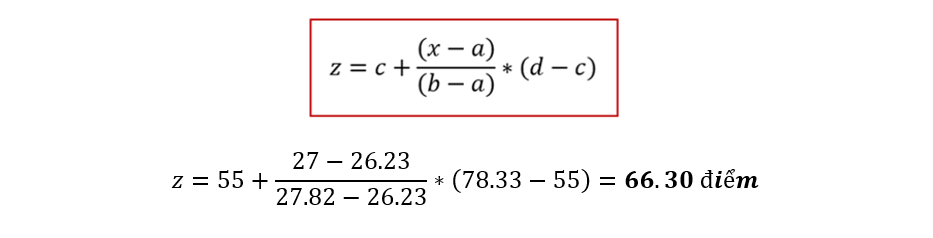 z = c + (x − a) / (b − a) * (d − c)
z = 55 + (27 − 26.23) / (27.82 − 26.23) * (78.33 − 55) = 66.30 điểm